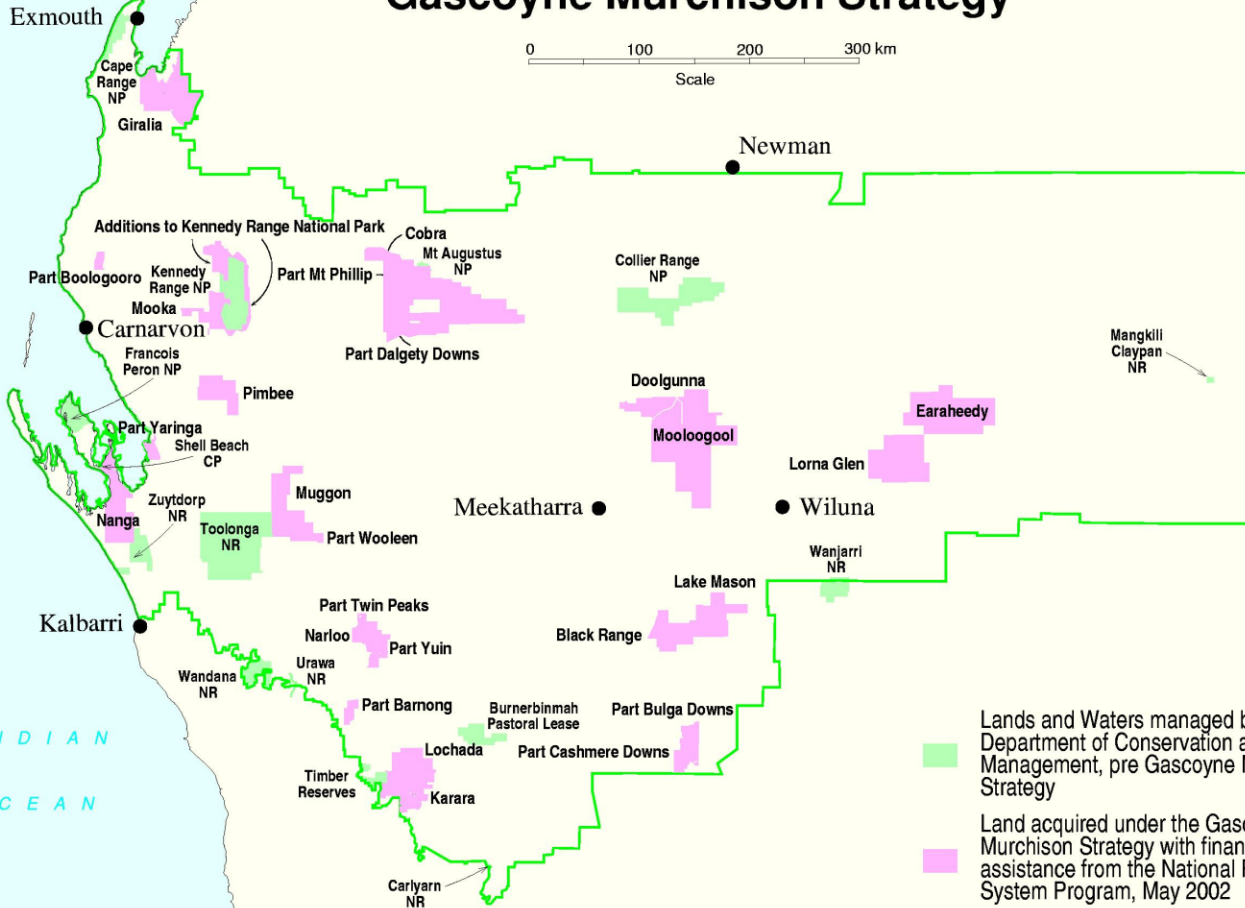 Gascoyne Murchison Strategy
Exmouth
0 100 200 300 km
Scale
Cape
Range
NP
Giralia
Newman
Additions to Kennedy Range National Park
Cobra
Mt Augustus
NP
Part Boologooro
Kennedy
Range NP
Part Mt Phillip
Collier Range
NP
Mooka
Carnarvon
Part Dalgety Downs
Mangkili
Claypan
NR
Francois
Peron NP
Pimbee
Doolgunna
Earaheedy
Part Yaringa
Mooloogool
Shell Beach
CP
Lorna Glen
Zuytdorp
NR
Muggon
Meekatharra
Wiluna
Nanga
Toolonga
NR
Part Wooleen
Wanjarri
NR
Lake Mason
Kalbarri
Part Twin Peaks
Narloo
Part Yuin
Black Range
Wandana
NR
Urawa
NR
Part Barnong
Burnerbinmah
Pastoral Lease
Part Bulga Downs
Lochada
Part Cashmere Downs
Timber
Reserves
Karara
Carlyarn
NR
NDIAN
CEAN
Lands and Waters managed
Department of Conservation
Management, pre Gascoyne
Strategy
Land acquired under the
Murchison Strategy with
assistance from the National
System Program, May 2002